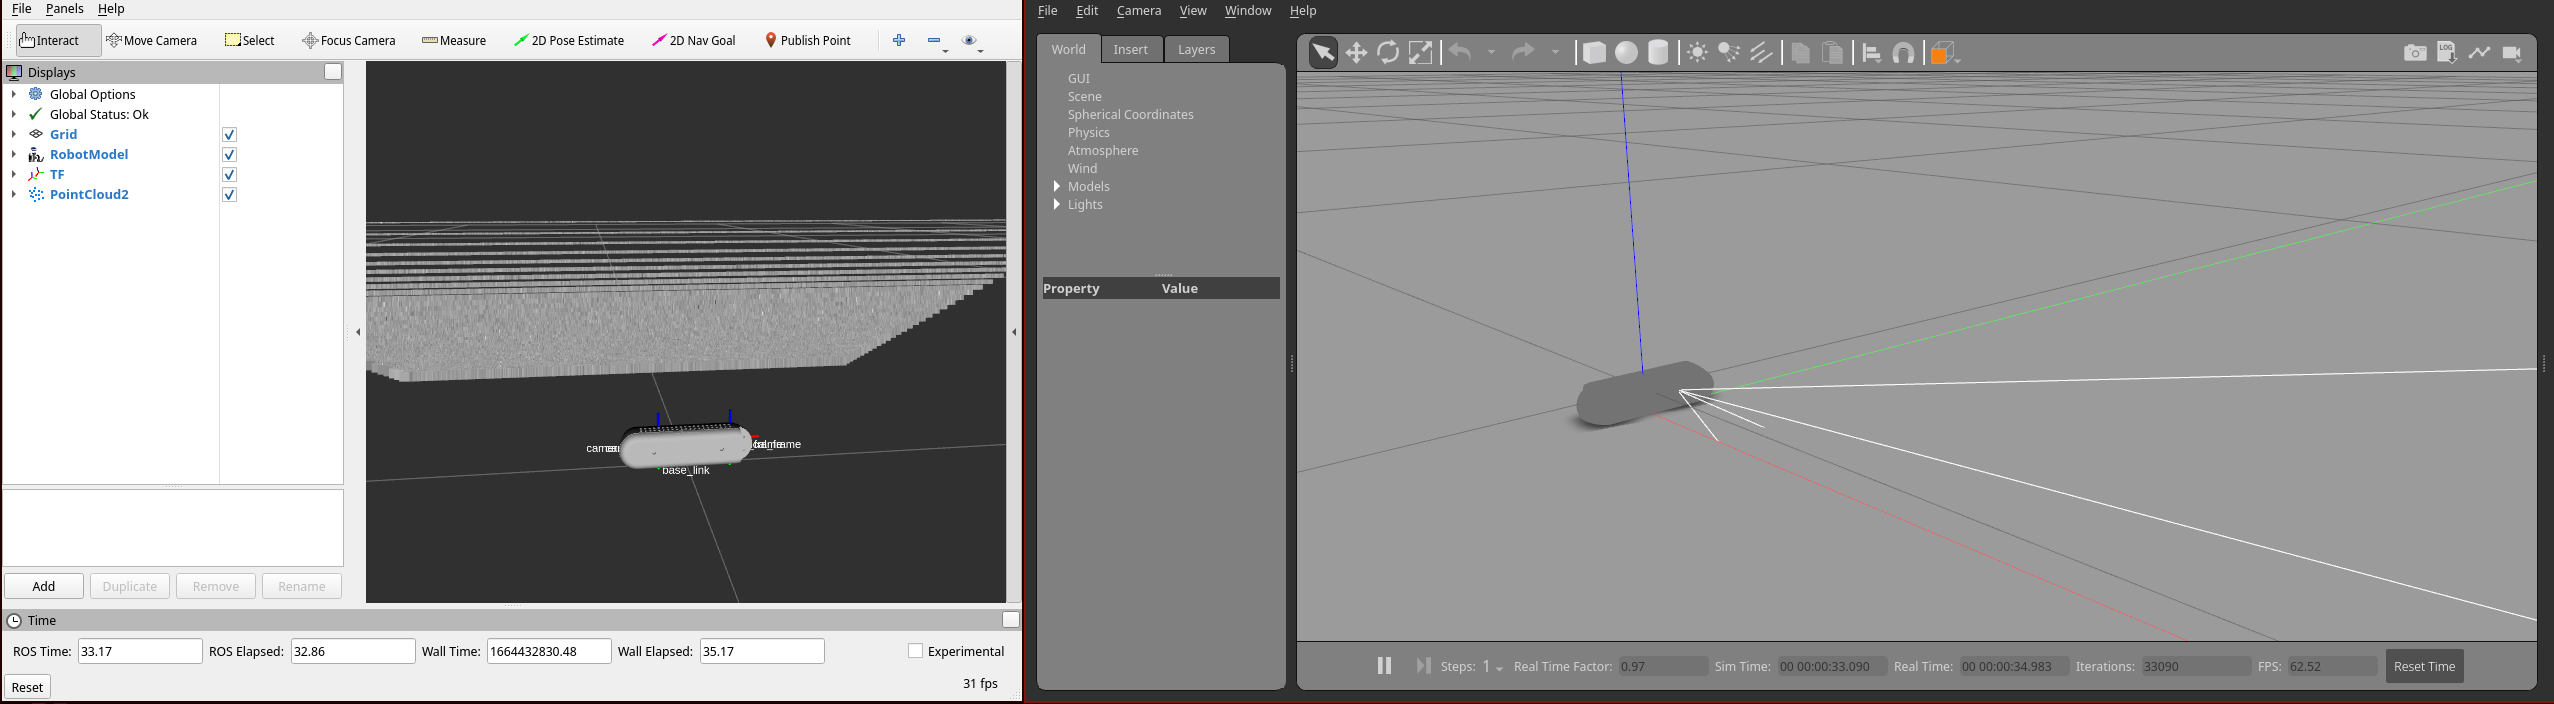 File Panels Help
Interact Move Camera Select Focus Camera Measure 2D Pose Estimate 2D Nav Goal Publish Point
Displays
Global Options
Global Status: Ok
Grid
RobotModel
TF
PointCloud2
base_link
Add Duplicate Remove Rename
Time
ROS Time: 33.17 ROS Elapsed: 32.86 Wall Time: 1664432830.48 Wall Elapsed: 35.17 Experimental
Reset 31 fps
File Edit Camera View Window Help
World Insert Layers
LOG
GUI
Scene
Spherical Coordinates
Physics
Atmosphere
Wind
Models
Lights
Property Value
Steps: 1 Real Time Factor: 0.97 Sim Time: 00 00:00:33.090 Real Time: 00 00:00:34.983 Iterations: 33090 FPS: 62.52 Reset Time